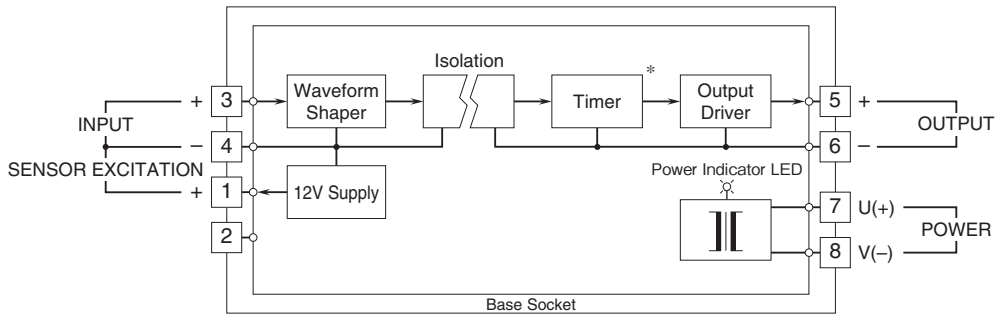 Isolation
*
+ 3 Waveform
Shaper Timer Output
Driver 5 +
INPUT OUTPUT
− 4 6 −
SENSOR EXCITATION
Power Indicator LED
+ 1 12V Supply
7 U(+)
2
POWER
8 V(−)
Base Socket